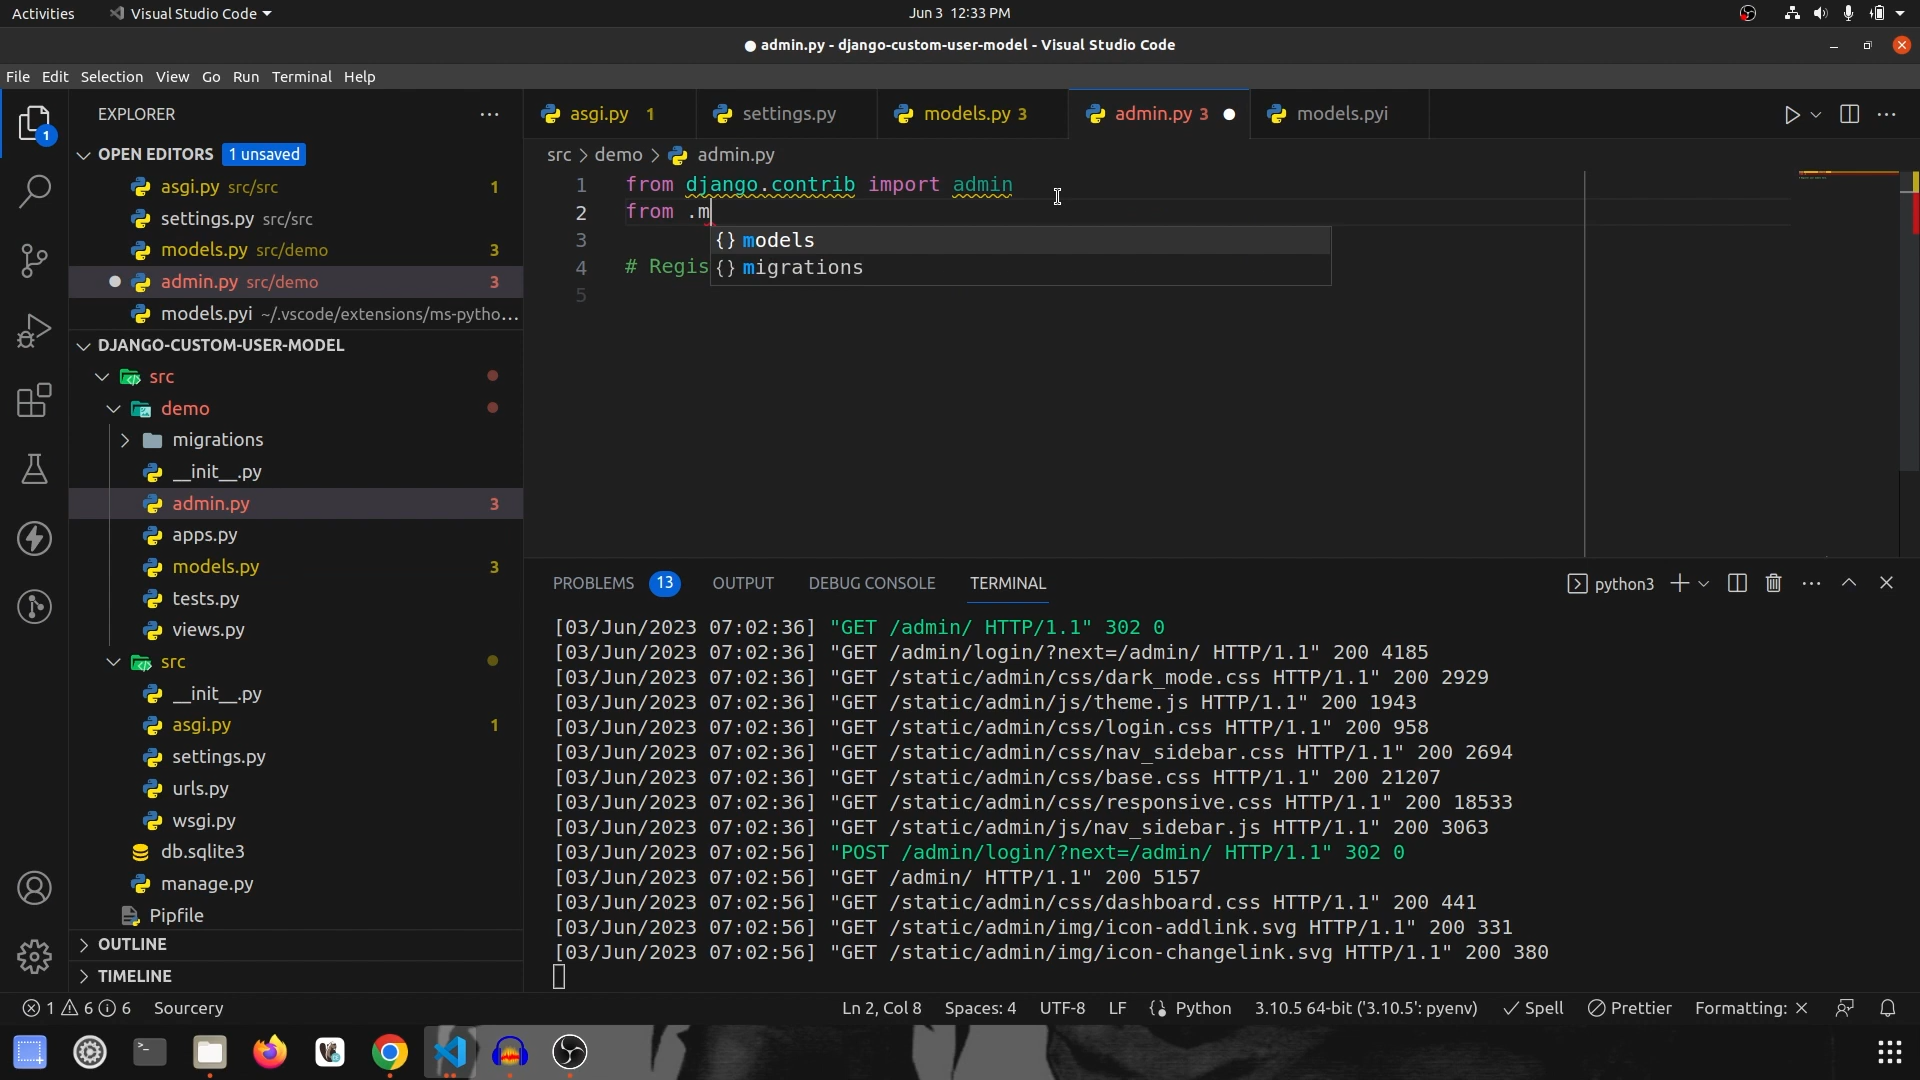 Activities
Visual Studio Code
Jun 3 12:33 PM
● admin.py - django-custom-user-model - Visual Studio Code
File Edit Selection View Go Run Terminal Help
EXPLORER
1
OPEN EDITORS 1 unsaved
asgi.py src/src 1
settings.py src/src
models.py src/demo 3
admin.py src/demo 3
models.pyi ~/.vscode/extensions/ms-pytho...
DJANGO-CUSTOM-USER-MODEL
src
demo
migrations
__init__.py
admin.py 3
apps.py
models.py 3
tests.py
views.py
src
__init__.py
asgi.py 1
settings.py
urls.py
wsgi.py
db.sqlite3
manage.py
Pipfile
OUTLINE
TIMELINE
asgi.py 1
settings.py
models.py 3
admin.py 3
models.pyi
src > demo > admin.py
1 from django.contrib import admin
2 from .m
3
4 # Regis
5
{} models
{} migrations
PROBLEMS 13 OUTPUT DEBUG CONSOLE TERMINAL
python3
[03/Jun/2023 07:02:36] "GET /admin/ HTTP/1.1" 302 0
[03/Jun/2023 07:02:36] "GET /admin/login/?next=/admin/ HTTP/1.1" 200 4185
[03/Jun/2023 07:02:36] "GET /static/admin/css/dark_mode.css HTTP/1.1" 200 2929
[03/Jun/2023 07:02:36] "GET /static/admin/js/theme.js HTTP/1.1" 200 1943
[03/Jun/2023 07:02:36] "GET /static/admin/css/login.css HTTP/1.1" 200 958
[03/Jun/2023 07:02:36] "GET /static/admin/css/nav_sidebar.css HTTP/1.1" 200 2694
[03/Jun/2023 07:02:36] "GET /static/admin/css/base.css HTTP/1.1" 200 21207
[03/Jun/2023 07:02:36] "GET /static/admin/css/responsive.css HTTP/1.1" 200 18533
[03/Jun/2023 07:02:36] "GET /static/admin/js/nav_sidebar.js HTTP/1.1" 200 3063
[03/Jun/2023 07:02:56] "POST /admin/login/?next=/admin/ HTTP/1.1" 302 0
[03/Jun/2023 07:02:56] "GET /admin/ HTTP/1.1" 200 5157
[03/Jun/2023 07:02:56] "GET /static/admin/css/dashboard.css HTTP/1.1" 200 441
[03/Jun/2023 07:02:56] "GET /static/admin/img/icon-addlink.svg HTTP/1.1" 200 331
[03/Jun/2023 07:02:56] "GET /static/admin/img/icon-changelink.svg HTTP/1.1" 200 380
1 6 6 Sourcery
Ln 2, Col 8 Spaces: 4 UTF-8 LF {} Python 3.10.5 64-bit ('3.10.5': pyenv) Spell Prettier Formatting: ×